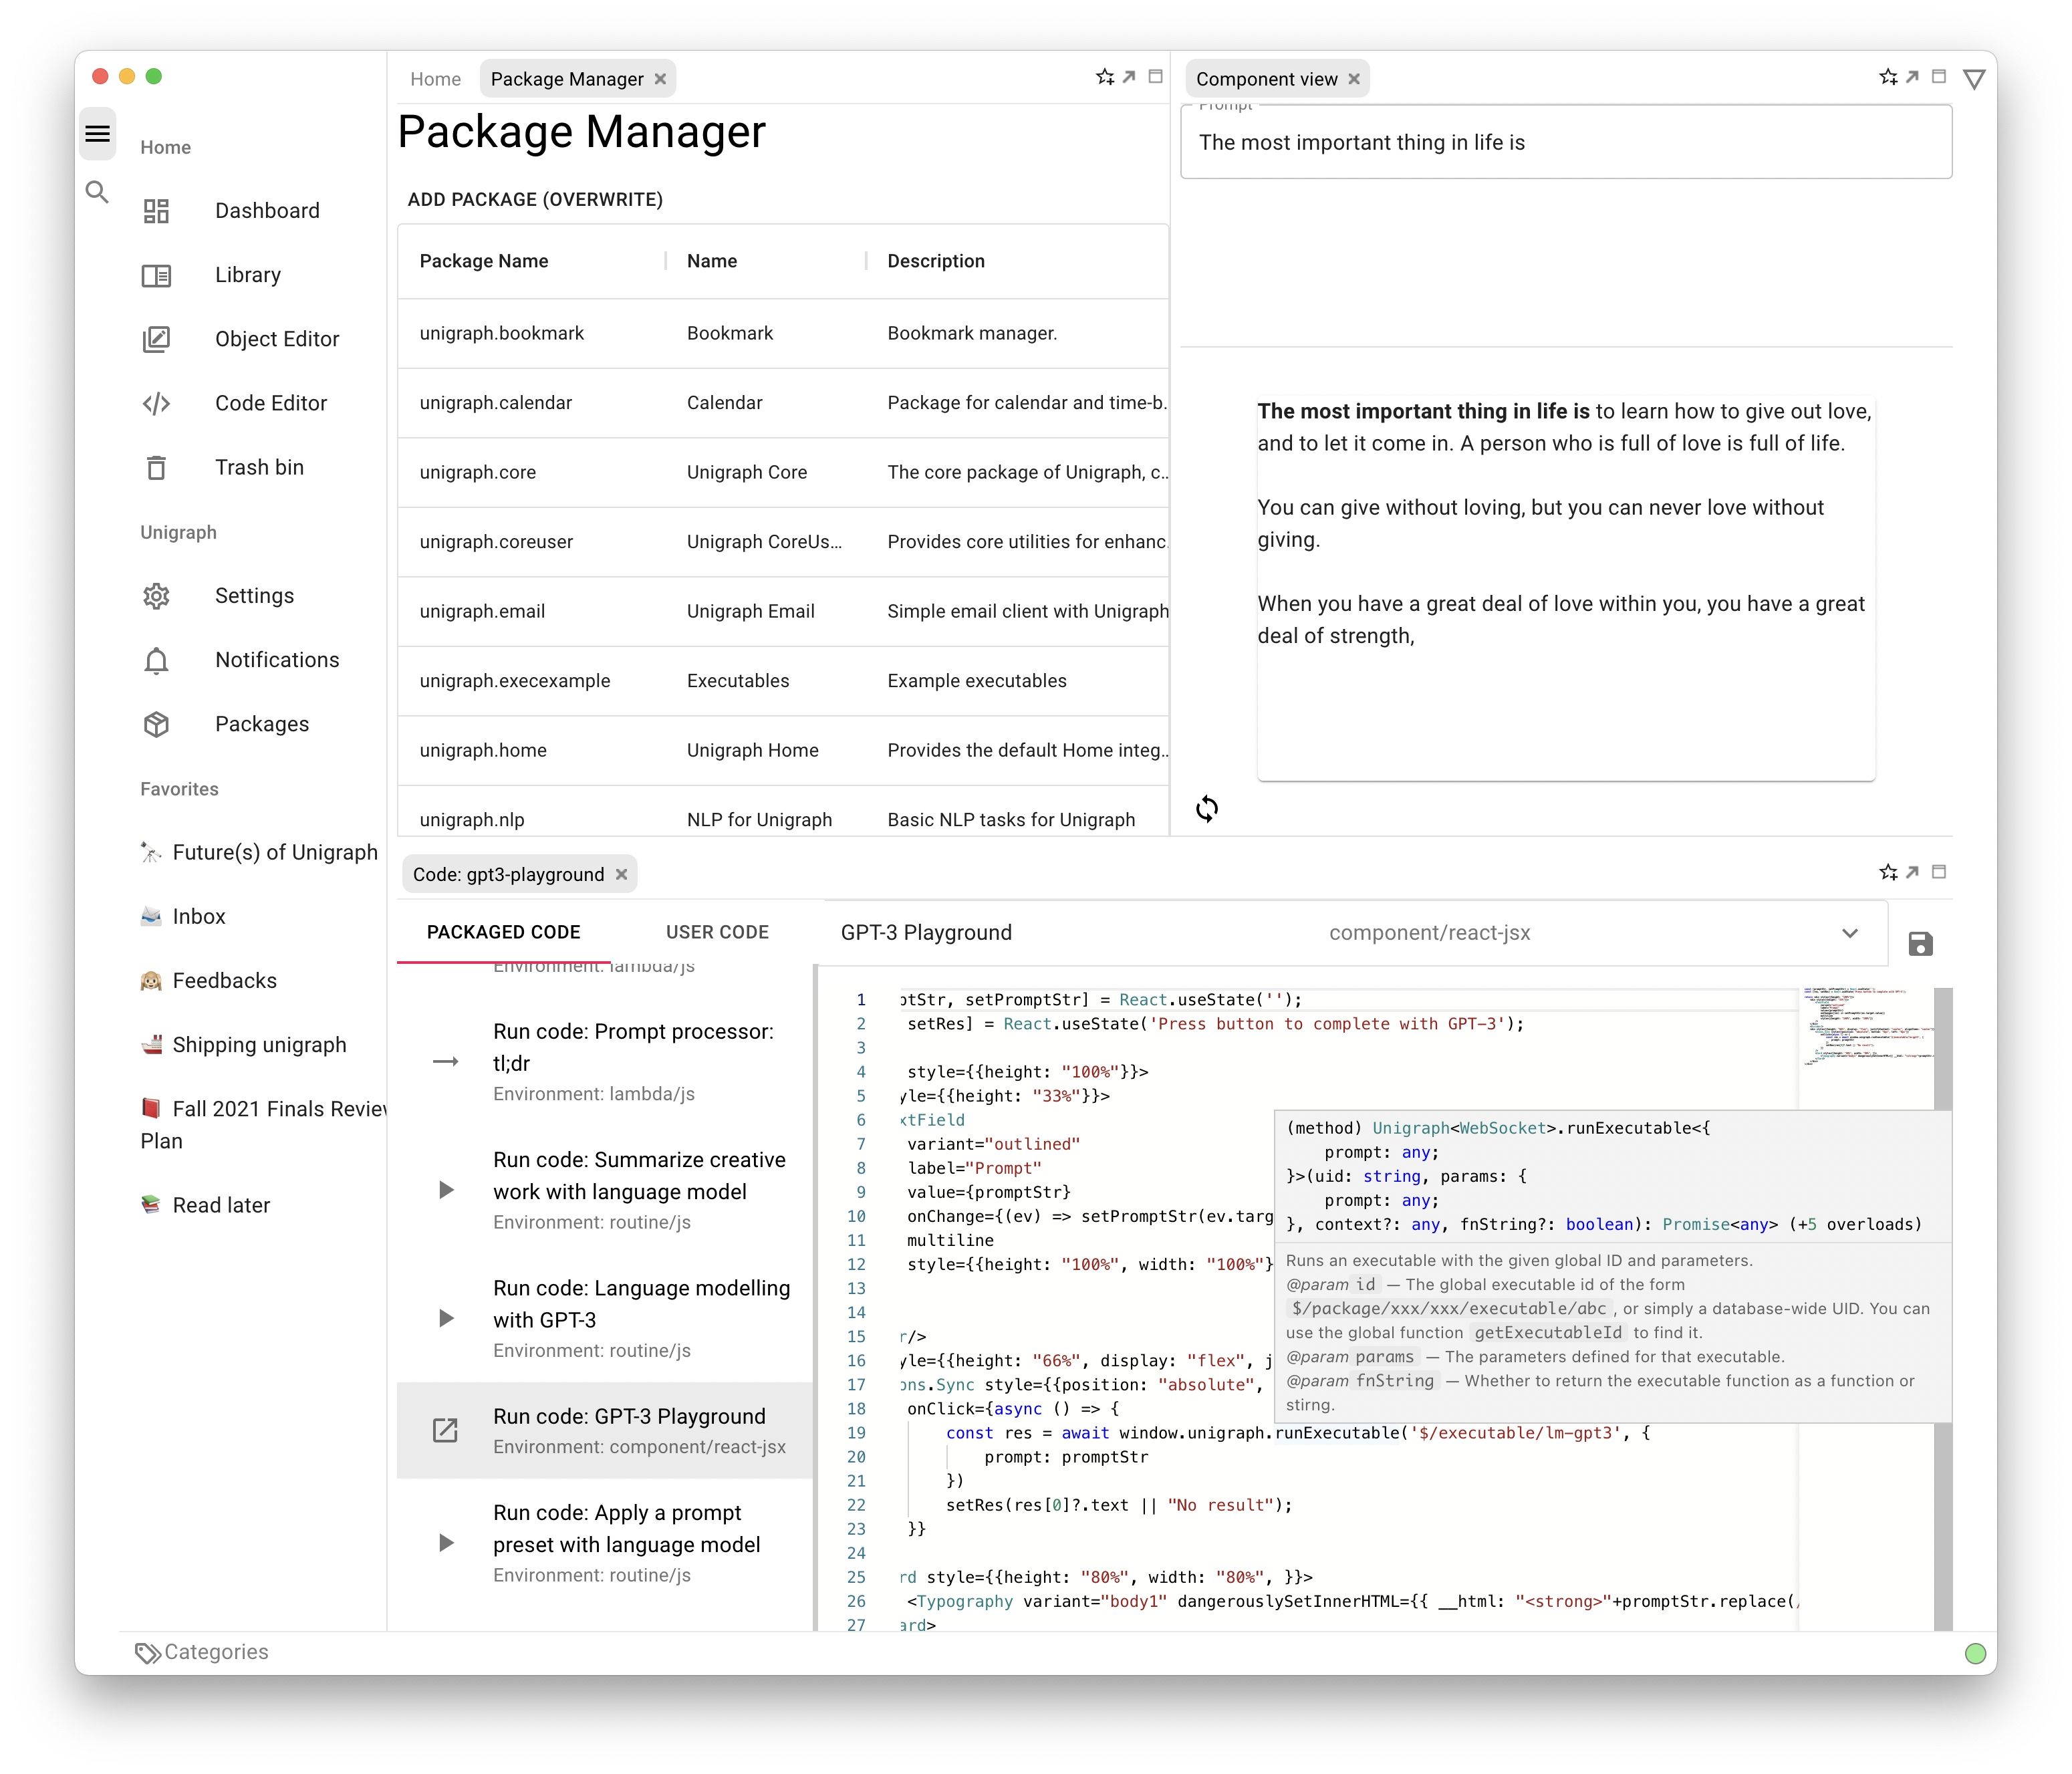 Home
Dashboard
Library
Object Editor
Code Editor
Trash bin
Unigraph
Settings
Notifications
Packages
Favorites
Future(s) of Unigraph
Inbox
Feedbacks
Shipping unigraph
Fall 2021 Finals Review
Plan
Read later
Categories
Home
Package Manager
Package Manager
ADD PACKAGE (OVERWRITE)
Package Name Name Description
unigraph.bookmark Bookmark Bookmark manager.
unigraph.calendar Calendar Package for calendar and time-b..
unigraph.core Unigraph Core The core package of Unigraph, c...
unigraph.coreuser Unigraph CoreUs... Provides core utilities for enhanc.
unigraph.email Unigraph Email Simple email client with Unigraph
unigraph.execexample Executables Example executables
unigraph.home Unigraph Home Provides the default Home integ...
unigraph.nlp NLP for Unigraph Basic NLP tasks for Unigraph
Component view
Prompt
The most important thing in life is
The most important thing in life is to learn how to give out love,
and to let it come in. A person who is full of love is full of life.
You can give without loving, but you can never love without
giving.
When you have a great deal of love within you, you have a great
deal of strength,
Code: gpt3-playground
PACKAGED CODE USER CODE
Environment: lambda/js
Run code: Prompt processor:
tl;dr
Environment: lambda/js
Run code: Summarize creative
work with language model
Environment: routine/js
Run code: Language modelling
with GPT-3
Environment: routine/js
Run code: GPT-3 Playground
Environment: component/react-jsx
Run code: Apply a prompt
preset with language model
Environment: routine/js
GPT-3 Playground component/react-jsx
1 ptStr, setPromptStr] = React.useState('');
2 setRes] = React.useState('Press button to complete with GPT-3');
3
4 style={{height: "100%"}}>
5 yle={{height: "33%"}}>
6 xtField
7 variant="outlined"
8 label="Prompt"
9 value={promptStr}
10 onChange={(ev) => setPromptStr(ev.targ
11 multiline
12 style={{height: "100%", width: "100%"}
13
14
15 r/>
16 yle={{height: "66%", display: "flex", j
17 ons.Sync style={{position: "absolute",
18 onClick={async () => {
19 const res = await window.unigraph.runExecutable('$/executable/lm-gpt3', {
20 prompt: promptStr
21 })
22 setRes(res[0]?.text || "No result");
23 }}
24
25 rd style={{height: "80%", width: "80%", }}>
26 <Typography variant="body1" dangerouslySetInnerHTML={{ __html: "<strong>"+promptStr.replace(/
27 ard>
(method) Unigraph<WebSocket>.runExecutable<{
prompt: any;
}>(uid: string, params: {
prompt: any;
}, context?: any, fnString?: boolean): Promise<any> (+5 overloads)
Runs an executable with the given global ID and parameters.
@param id — The global executable id of the form
$/package/xxx/xxx/executable/abc , or simply a database-wide UID. You can
use the global function getExecutableId to find it.
@param params — The parameters defined for that executable.
@param fnString — Whether to return the executable function as a function or
stirng.